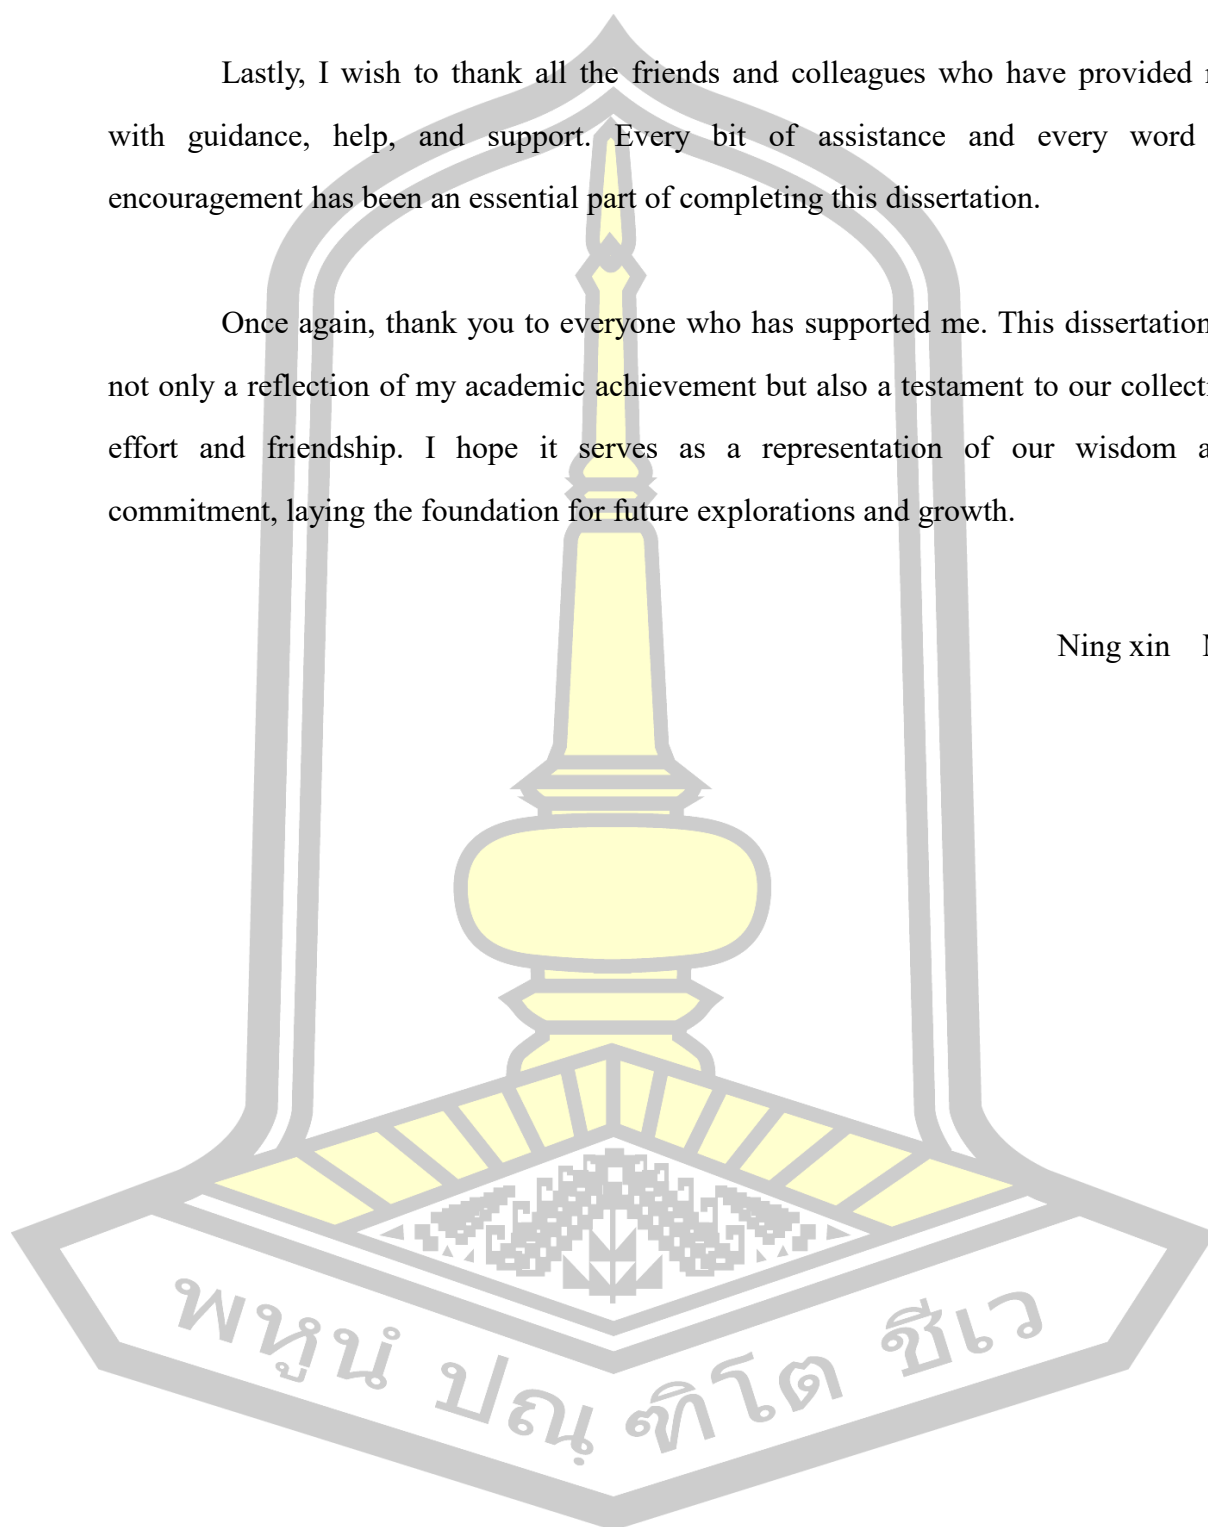 Lastly, I wish to thank all the friends and colleagues who have provided
with guidance, help, and support. Every bit of assistance and every word
encouragement has been an essential part of completing this dissertation.
Once again, thank you to everyone who has supported me. This dissertation
not only a reflection of my academic achievement but also a testament to our
effort and friendship. I hope it serves as a representation of our wisdom
commitment, laying the foundation for future explorations and growth.
Ning xin
พหูนํ ปณฺฑิโต ชีเว